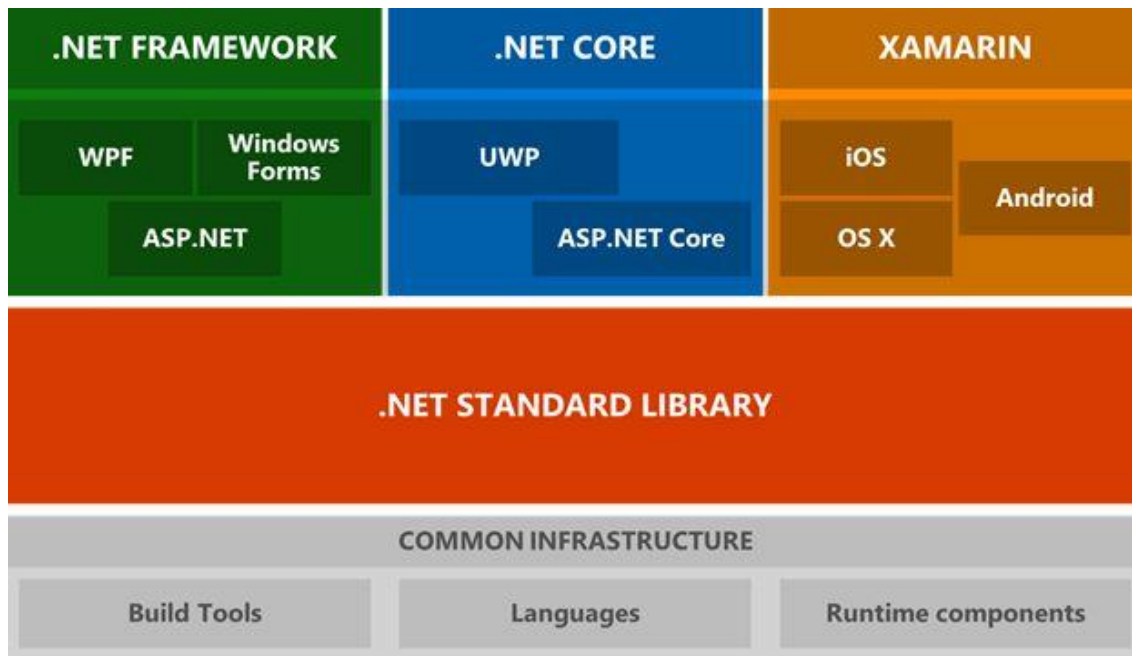 .NET FRAMEWORK
WPF
Windows
Forms
ASP.NET
.NET CORE
UWP
ASP.NET Core
XAMARIN
iOS
Android
OS X
.NET STANDARD LIBRARY
COMMON INFRASTRUCTURE
Build Tools
Languages
Runtime components